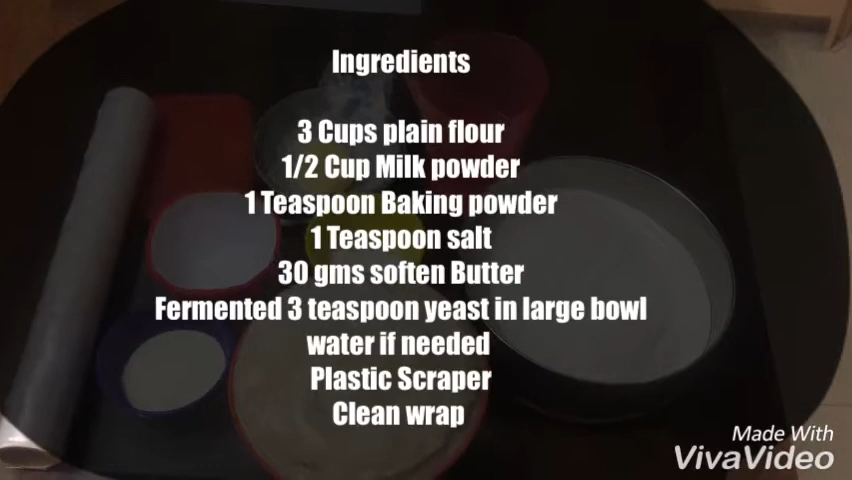 Ingredients
3 Cups plain flour
1/2 Cup Milk powder
1 Teaspoon Baking powder
1 Teaspoon salt
30 gms soften Butter
Fermented 3 teaspoon yeast in large bowl
water if needed
Plastic Scraper
Clean wrap
Made With
VivaVideo